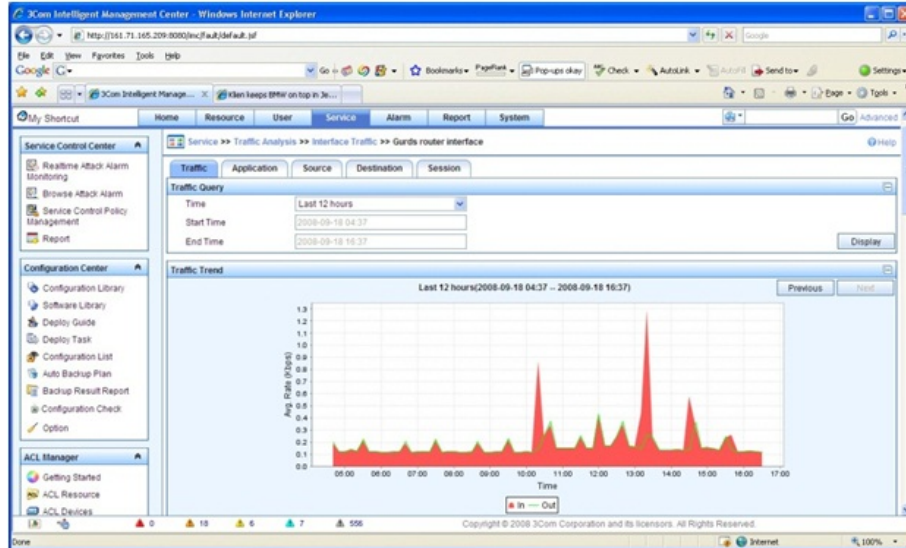 3Com Intelligent Management Center - Windows Internet Explorer
http://161.71.165.209:8080/imc/fault/default.jsf
Google
File Edit View Favorites Tools Help
Google G Go Bookmarks PageRank Pop-ups okay Check AutoLink AutoFill Send to Settings
3Com Intelligent Manage... X Klien keeps BMW on top in Je...
Page Tools
My Shortcut Home Resource User Service Alarm Report System Go Advanced
Service >> Traffic Analysis >> Interface Traffic >> Gurds router interface Help
Service Control Center
Realtime Attack Alarm Monitoring
Browse Attack Alarm
Service Control Policy Management
Report
Configuration Center
Configuration Library
Software Library
Deploy Guide
Deploy Task
Configuration List
Auto Backup Plan
Backup Result Report
Configuration Check
Option
ACL Manager
Getting Started
ACL Resource
ACL Devices
Traffic Application Source Destination Session
Traffic Query
Time Last 12 hours
Start Time 2008-09-18 04:37
End Time 2008-09-18 16:37
Display
Traffic Trend
Last 12 hours(2008-09-18 04:37 -- 2008-09-18 16:37)
Previous Next
Avg. Rate (Kbps)
1.3
1.2
1.1
1.0
0.9
0.8
0.7
0.6
0.5
0.4
0.3
0.2
0.1
0.0
05:00 06:00 07:00 08:00 09:00 10:00 11:00 12:00 13:00 14:00 15:00 16:00 17:00
Time
In Out
0 18 6 7 556
Copyright © 2008 3Com Corporation and its licensors. All Rights Reserved.
Done Internet 100%